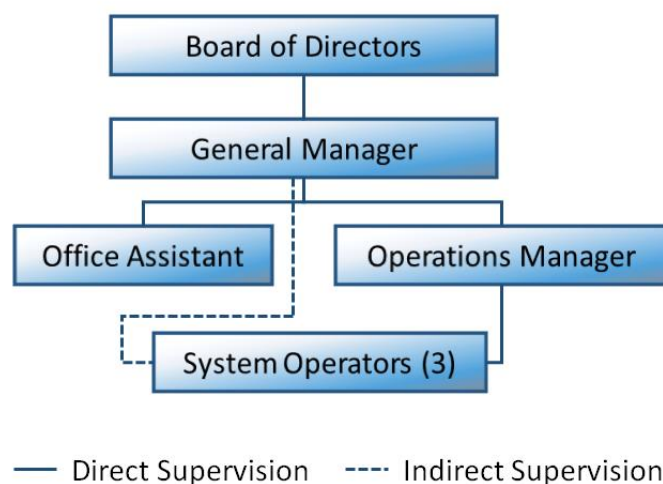 Board of Directors
General Manager
Office Assistant
Operations Manager
System Operators (3)
Direct Supervision
Indirect Supervision